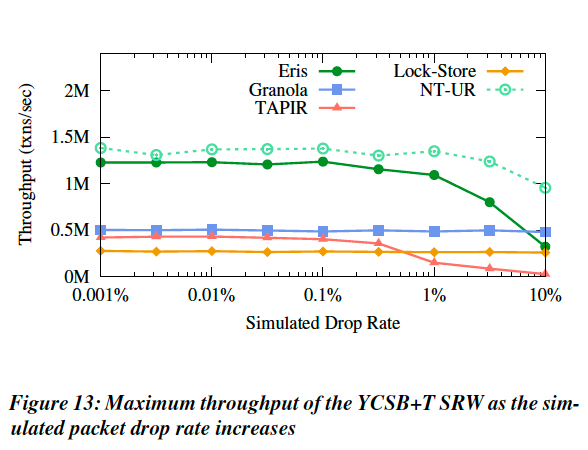 Throughput (txns/sec)
2M
1.5M
1M
0.5M
0M
Eris
Granola
TAPIR
Lock-Store
NT-UR
0.001%
0.01%
0.1%
1%
10%
Simulated Drop Rate
Figure 13: Maximum throughput of the YCSB+T SRW as the sim-
ulated packet drop rate increases